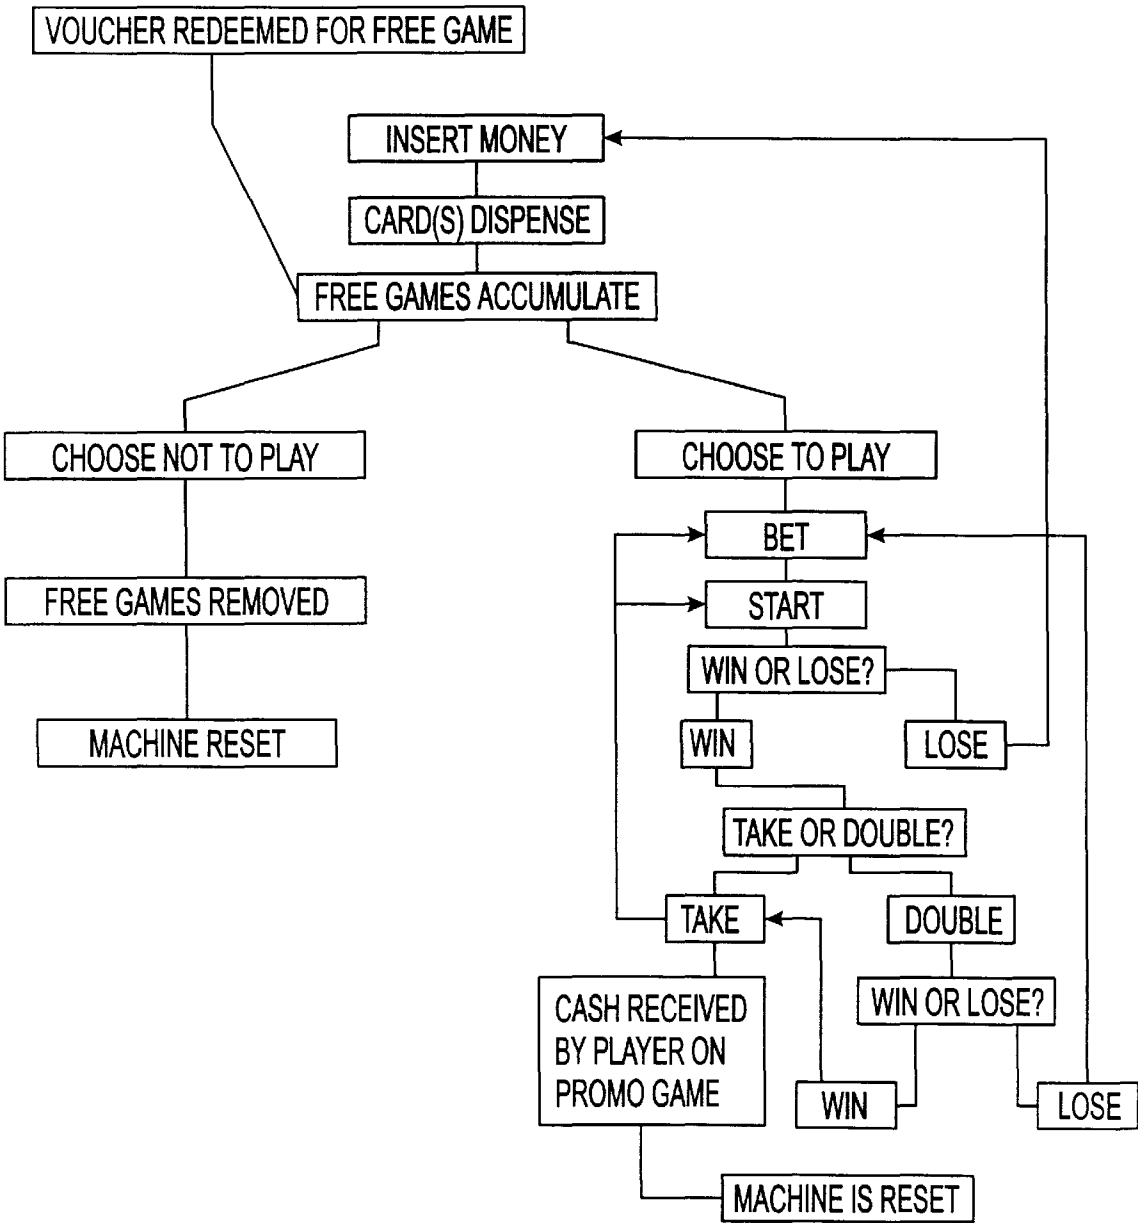 VOUCHER REDEEMED FOR FREE GAME
INSERT MONEY
CARD(S) DISPENSE
FREE GAMES ACCUMULATE
CHOOSE NOT TO PLAY
CHOOSE TO PLAY
BET
FREE GAMES REMOVED
START
WIN OR LOSE?
MACHINE RESET
WIN
LOSE
TAKE OR DOUBLE?
TAKE
DOUBLE
CASH RECEIVED
BY PLAYER ON
PROMO GAME
WIN OR LOSE?
WIN
LOSE
MACHINE IS RESET